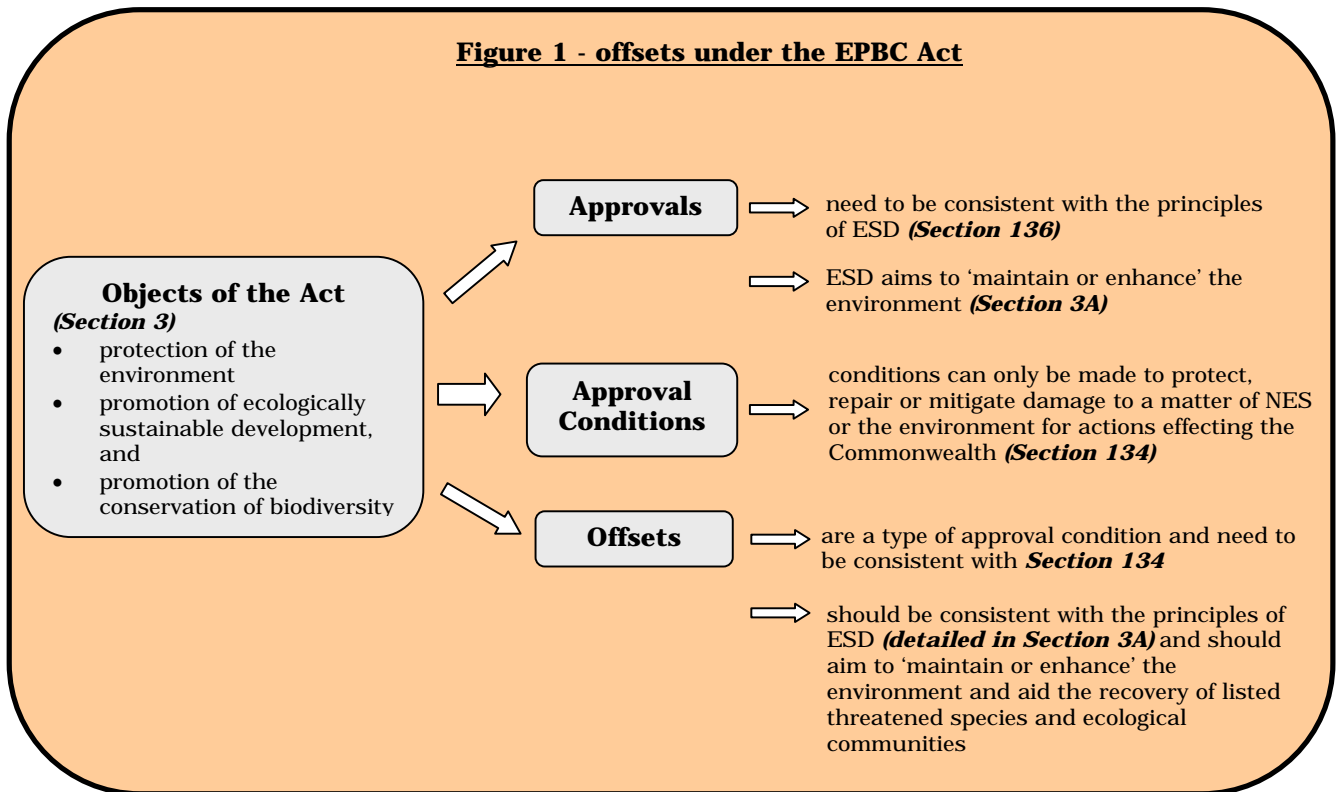 Figure 1 - offsets under the EPBC Act
Objects of the Act
(Section 3)
• protection of the
environment
• promotion of ecologically
sustainable development,
and
• promotion of the
conservation of biodiversity
Approvals
need to be consistent with the principles
of ESD (Section 136)
ESD aims to ‘maintain or enhance’ the
environment (Section 3A)
Approval
Conditions
conditions can only be made to protect,
repair or mitigate damage to a matter of NES
or the environment for actions effecting the
Commonwealth (Section 134)
Offsets
are a type of approval condition and need to
be consistent with Section 134
should be consistent with the principles of
ESD (detailed in Section 3A) and should
aim to ‘maintain or enhance’ the
environment and aid the recovery of listed
threatened species and ecological
communities